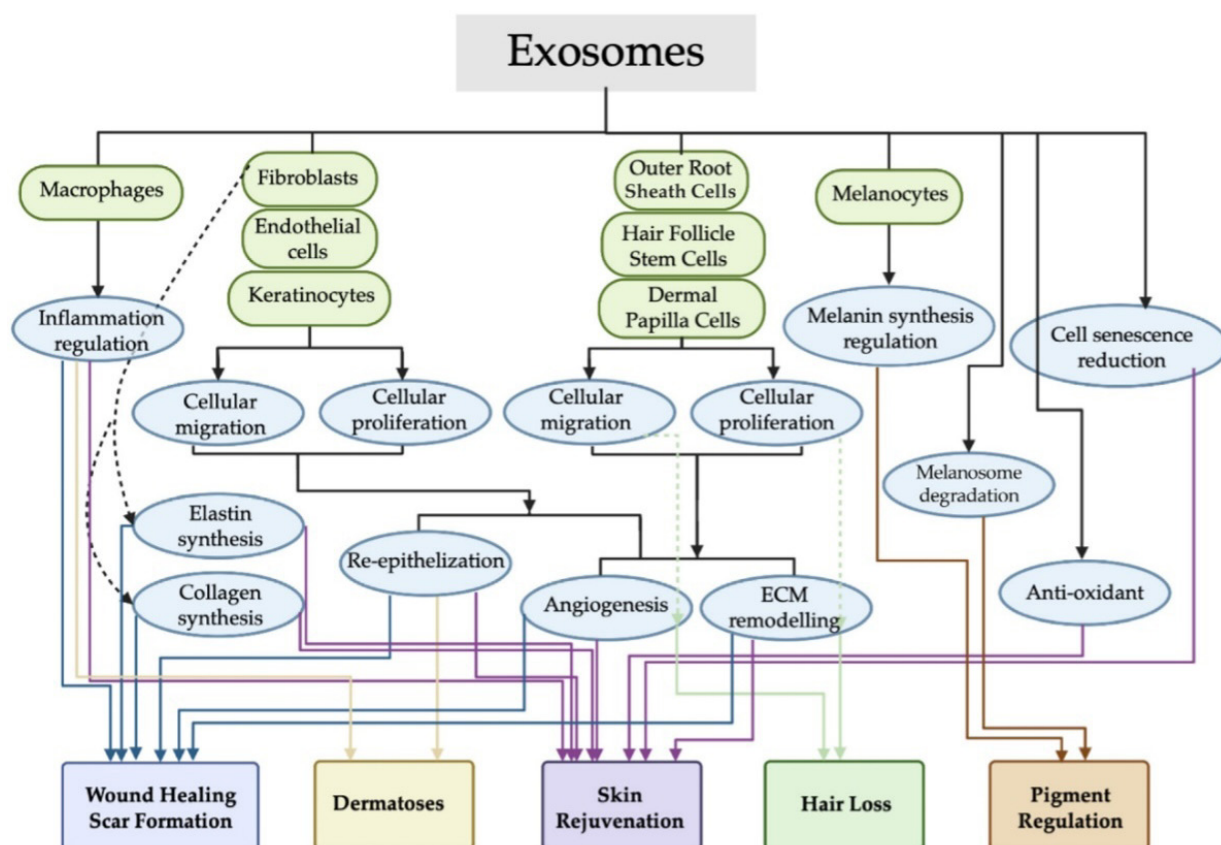 Exosomes
Macrophages
Fibroblasts
Endothelial
cells
Keratinocytes
Outer Root
Sheath Cells
Hair Follicle
Stem Cells
Dermal
Papilla Cells
Melanocytes
Inflammation
regulation
Melanin synthesis
regulation
Cell senescence
reduction
Cellular
migration
Cellular
proliferation
Cellular
migration
Cellular
proliferation
Melanosome
degradation
Elastin
synthesis
Re-epithelization
Collagen
synthesis
Angiogenesis
ECM
remodelling
Anti-oxidant
Wound Healing
Scar Formation
Dermatoses
Skin
Rejuvenation
Hair Loss
Pigment
Regulation